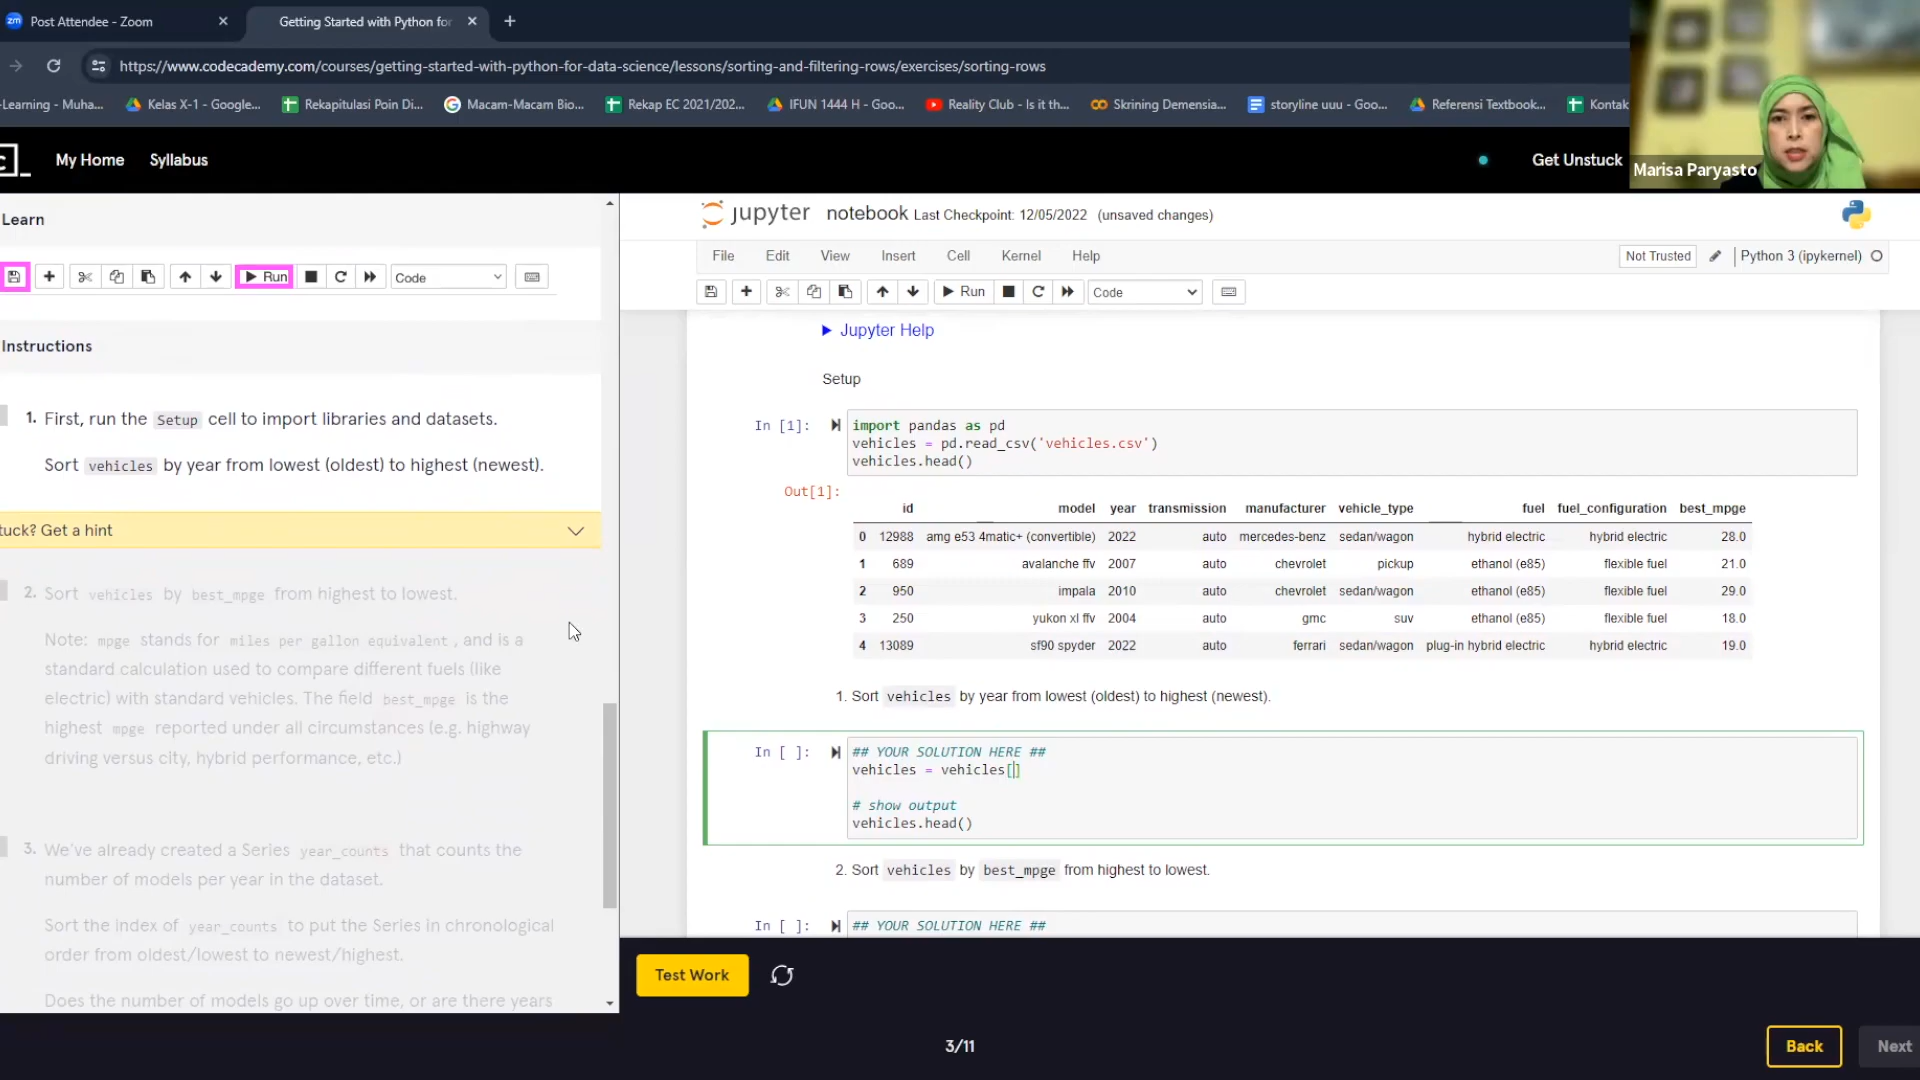 zm Post Attendee - Zoom
Getting Started with Python for
https://www.codecademy.com/courses/getting-started-with-python-for-data-science/lessons/sorting-and-filtering-rows/exercises/sorting-rows
-Learning - Muha...
Kelas X-1 - Google...
Rekapitulasi Poin Di...
Macam-Macam Bio...
Rekap EC 2021/202...
IFUN 1444 H - Goo...
Reality Club - Is it th...
Skrining Demensia...
storyline uuu - Goo...
Referensi Textbook...
Kontak
Marisa Paryasto
My Home
Syllabus
Get Unstuck
Learn
Run
Code
Instructions
1. First, run the Setup cell to import libraries and datasets.
Sort vehicles by year from lowest (oldest) to highest (newest).
tuck? Get a hint
2. Sort vehicles by best_mpge from highest to lowest.
Note: mpge stands for miles per gallon equivalent, and is a
standard calculation used to compare different fuels (like
electric) with standard vehicles. The field best_mpge is the
highest mpge reported under all circumstances (e.g. highway
driving versus city, hybrid performance, etc.)
3. We've already created a Series year_counts that counts the
number of models per year in the dataset.
Sort the index of year_counts to put the Series in chronological
order from oldest/lowest to newest/highest.
Does the number of models go up over time, or are there years
jupyter notebook Last Checkpoint: 12/05/2022 (unsaved changes)
File Edit View Insert Cell Kernel Help
Not Trusted
Python 3 (ipykernel)
Run
Code
Jupyter Help
Setup
In [1]:
import pandas as pd
vehicles = pd.read_csv('vehicles.csv')
vehicles.head()
Out[1]:
id model year transmission manufacturer vehicle_type fuel fuel_configuration best_mpge
0 12988 amg e53 4matic+ (convertible) 2022 auto mercedes-benz sedan/wagon hybrid electric hybrid electric 28.0
1 689 avalanche ffv 2007 auto chevrolet pickup ethanol (e85) flexible fuel 21.0
2 950 impala 2010 auto chevrolet sedan/wagon ethanol (e85) flexible fuel 29.0
3 250 yukon xl ffv 2004 auto gmc suv ethanol (e85) flexible fuel 18.0
4 13089 sf90 spyder 2022 auto ferrari sedan/wagon plug-in hybrid electric hybrid electric 19.0
1. Sort vehicles by year from lowest (oldest) to highest (newest).
In [ ]:
## YOUR SOLUTION HERE ##
vehicles = vehicles[]
# show output
vehicles.head()
2. Sort vehicles by best_mpge from highest to lowest.
In [ ]:
## YOUR SOLUTION HERE ##
Test Work
3/11
Back
Next